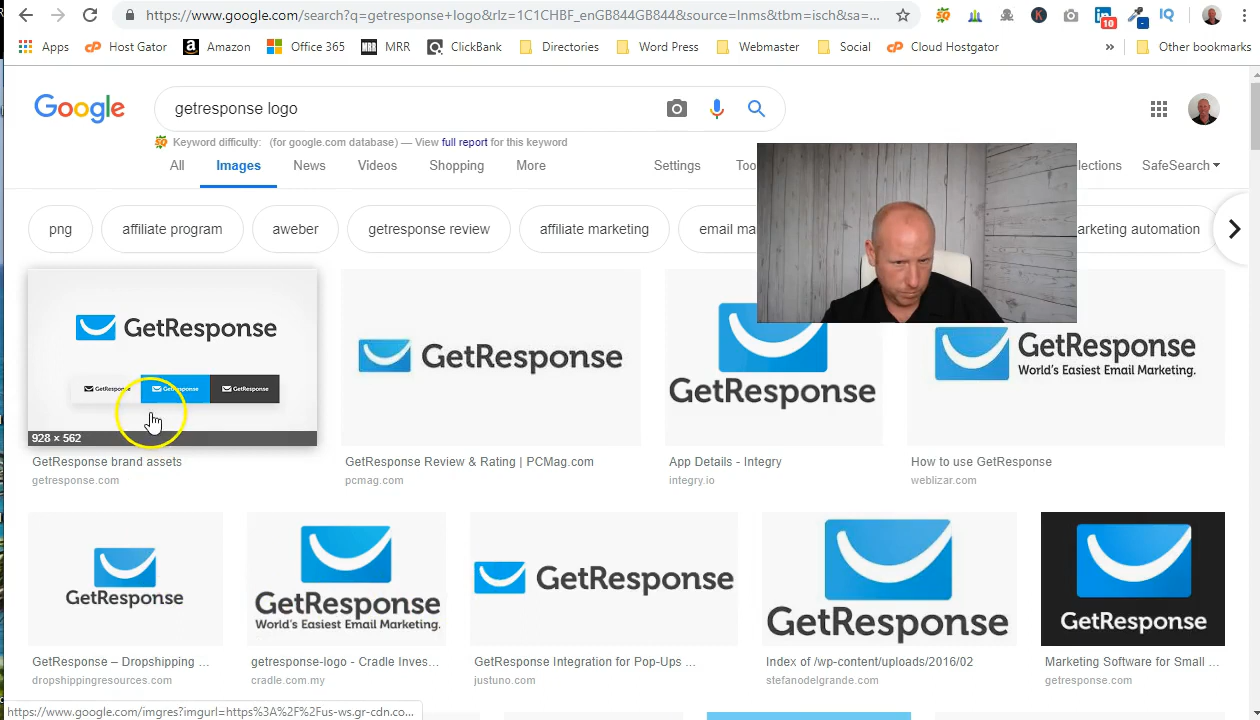 https://www.google.com/search?q=getresponse+logo&rlz=1C1CHBF_enGB844GB844&source=lnms&tbm=isch&sa=...
10
IQ
Apps
Host Gator
Amazon
Office 365
MRR
MRR
ClickBank
Directories
Word Press
Webmaster
Social
Cloud Hostgator
»
Other bookmarks
Google
getresponse logo
Keyword difficulty: (for google.com database) — View full report for this keyword
All
Images
News
Videos
Shopping
More
Settings
Too
lections
SafeSearch
png
affiliate program
aweber
getresponse review
affiliate marketing
email ma
arketing automation
GetResponse
GetResponse
GetResponse
GetResponse
928 × 562
GetResponse
GetResponse
GetResponse
World's Easiest Email Marketing.
GetResponse brand assets
getresponse.com
GetResponse Review & Rating | PCMag.com
pcmag.com
App Details - Integry
integry.io
How to use GetResponse
weblizar.com
GetResponse
GetResponse
World's Easiest Email Marketing.
GetResponse
GetResponse
GetResponse
GetResponse – Dropshipping ...
dropshippingresources.com
getresponse-logo - Cradle Inves...
cradle.com.my
GetResponse Integration for Pop-Ups ...
justuno.com
Index of /wp-content/uploads/2016/02
stefanodelgrande.com
Marketing Software for Small ...
getresponse.com
https://www.google.com/imgres?imgurl=https%3A%2F%2Fus-ws.gr-cdn.co...